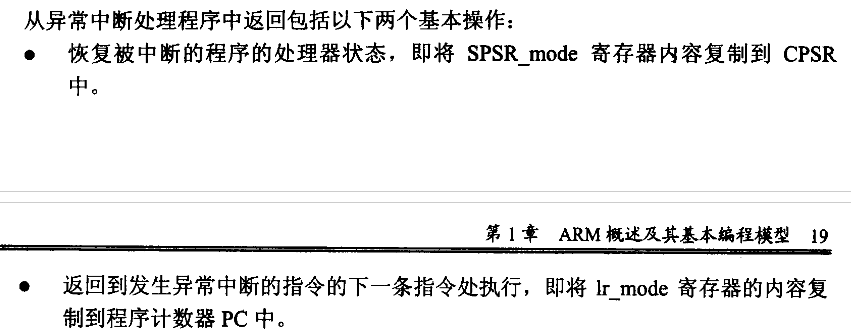 从异常中断处理程序中返回包括以下两个基本操作：
● 恢复被中断的程序的处理器状态，即将 SPSR_mode 寄存器内容复制到 CPSR
中。
第 1 章 ARM 概述及其基本编程模型 19
● 返回到发生异常中断的指令的下一条指令处执行，即将 lr_mode 寄存器的内容复
制到程序计数器 PC 中。